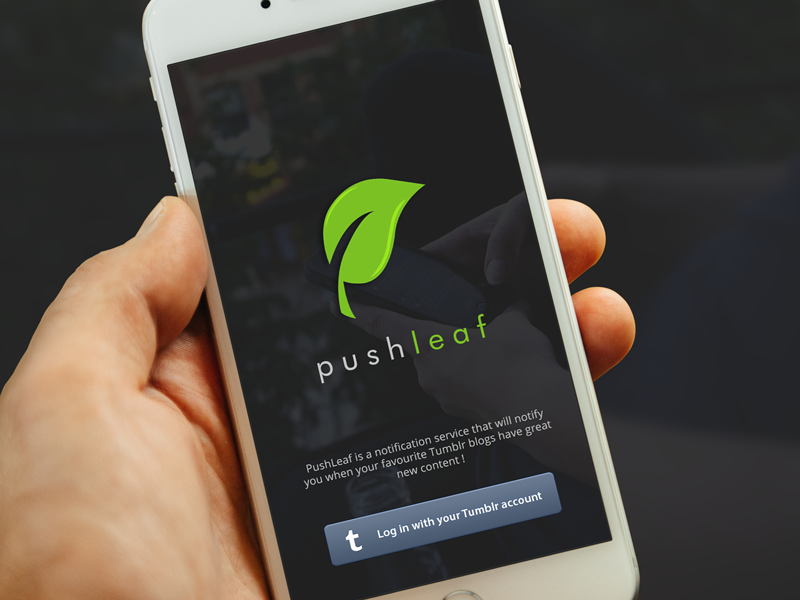 pushleaf
PushLeaf is a notification service that will notify
you when your favourite Tumblr blogs have great
new content !
t Log in with your Tumblr account